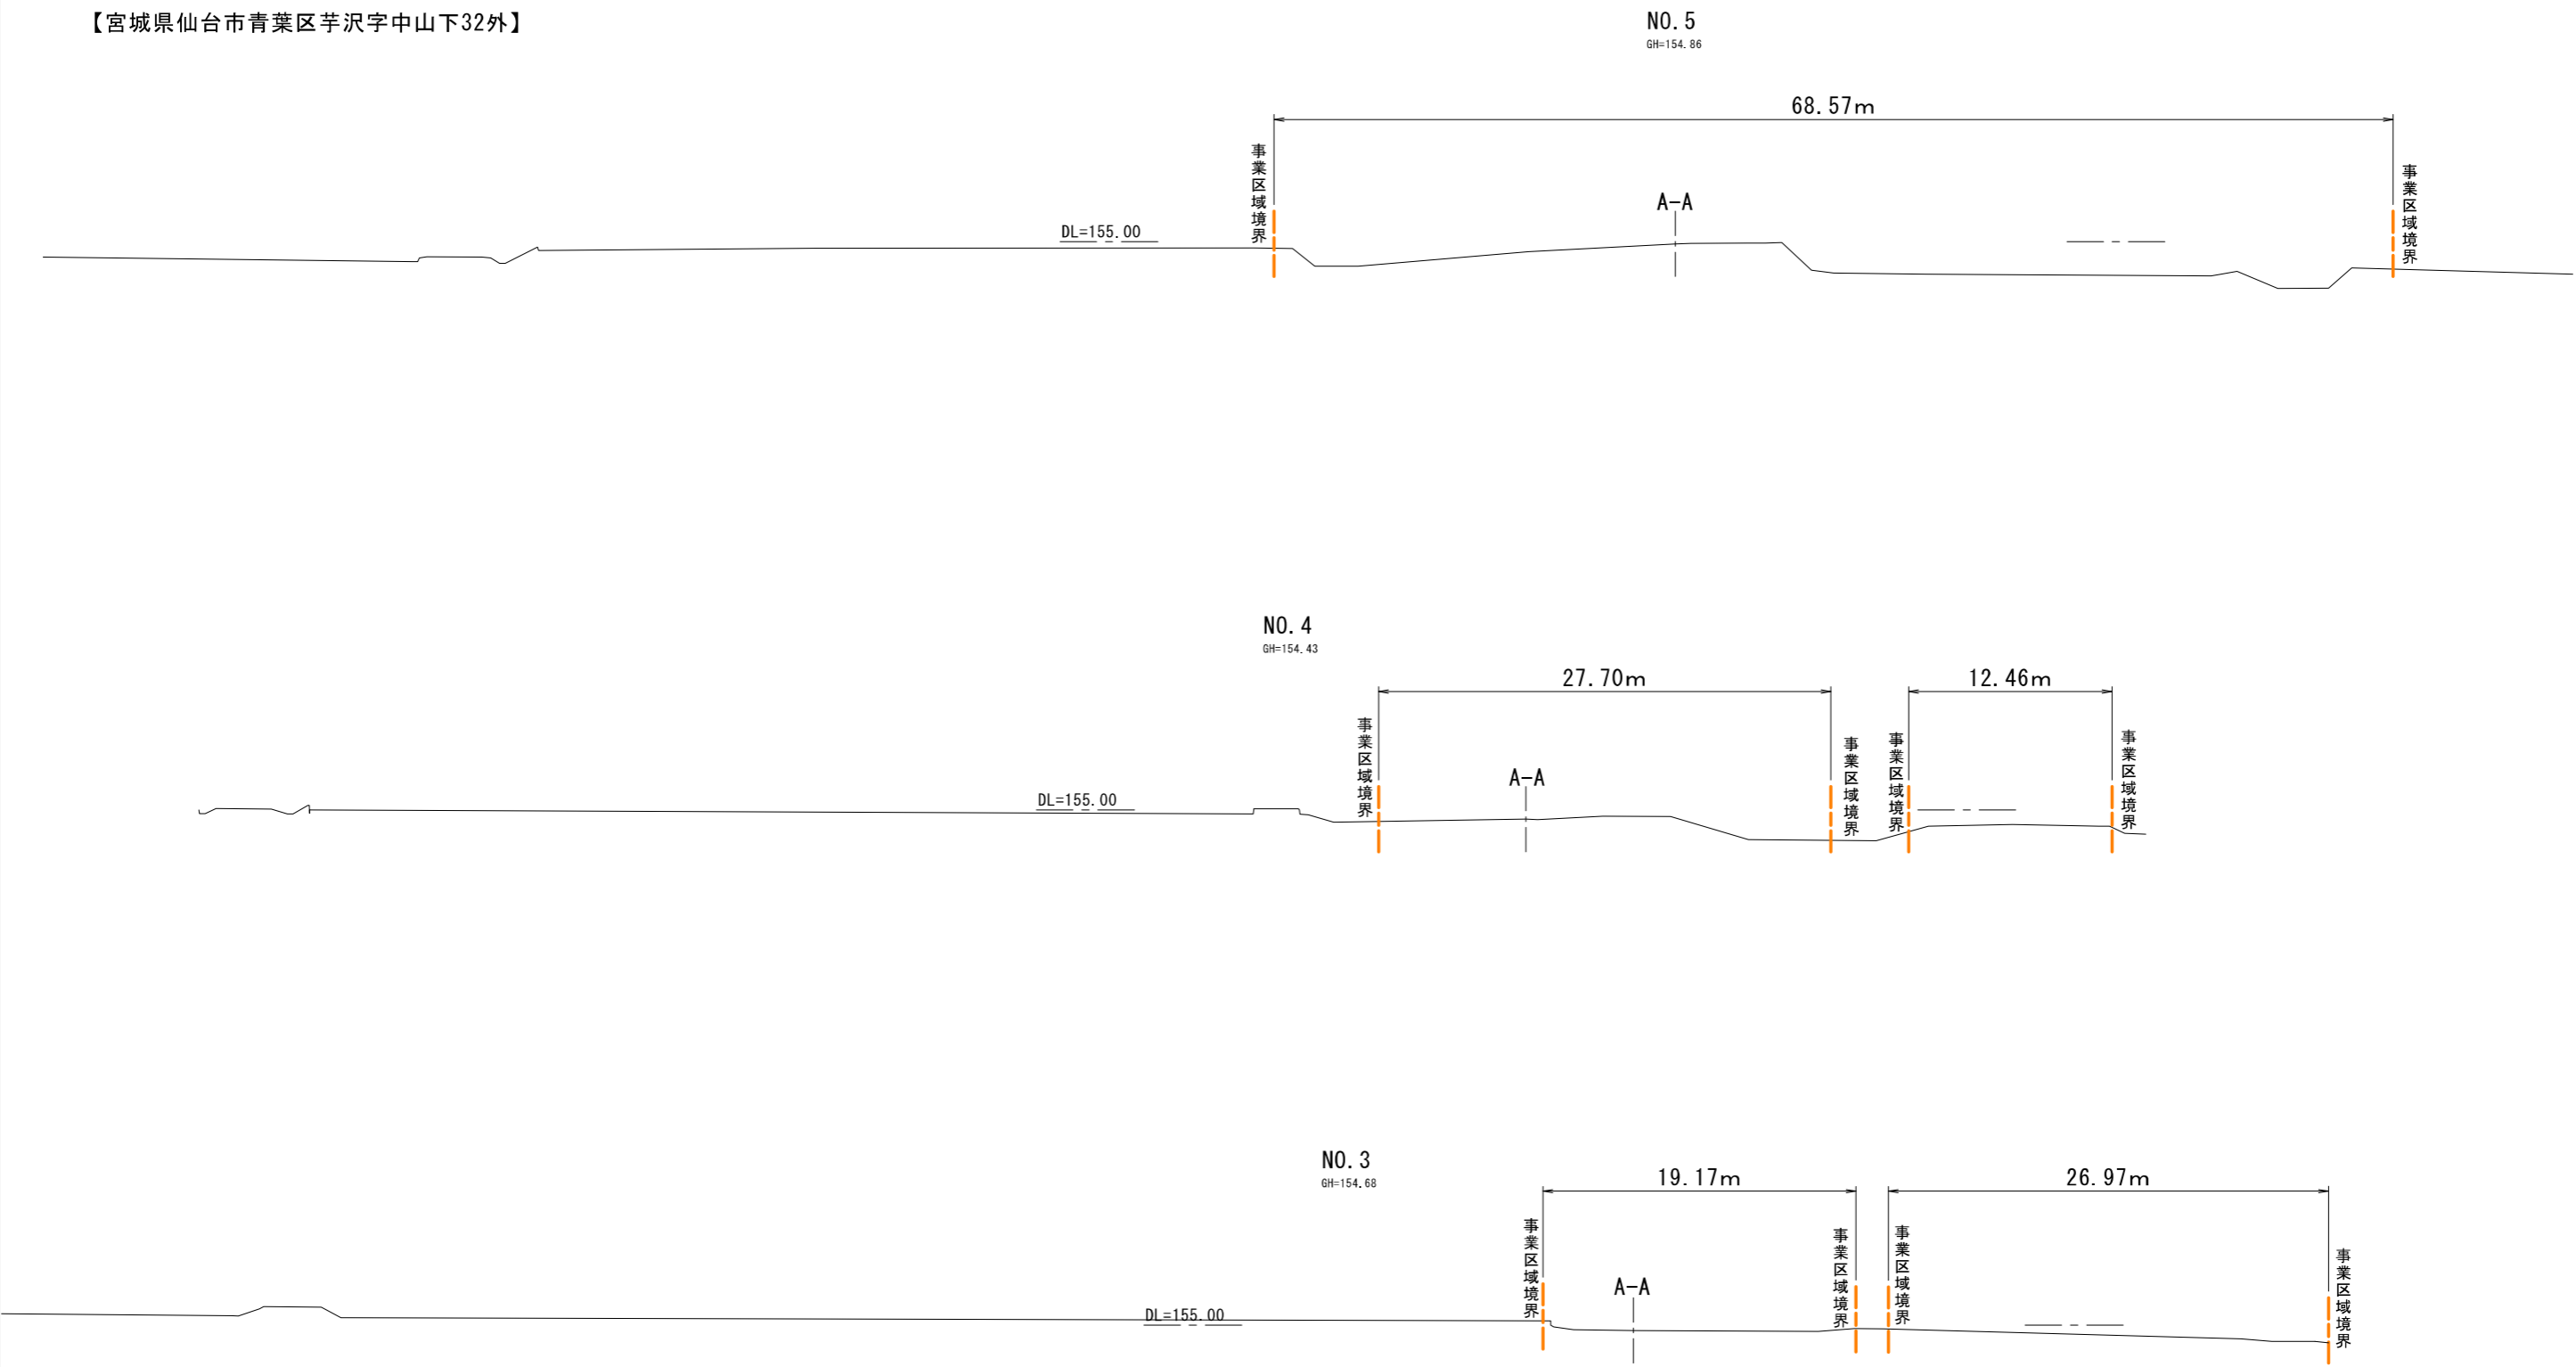 【宮城県仙台市青葉区芋沢字中山下32外】
NO.5
GH=154.86
68.57m
事業区域境界
DL=155.00
A-A
事業区域境界
NO.4
GH=154.43
27.70m
12.46m
事業区域境界
DL=155.00
A-A
事業区域境界
事業区域境界
事業区域境界
NO.3
GH=154.68
19.17m
26.97m
事業区域境界
DL=155.00
A-A
事業区域境界
事業区域境界
事業区域境界